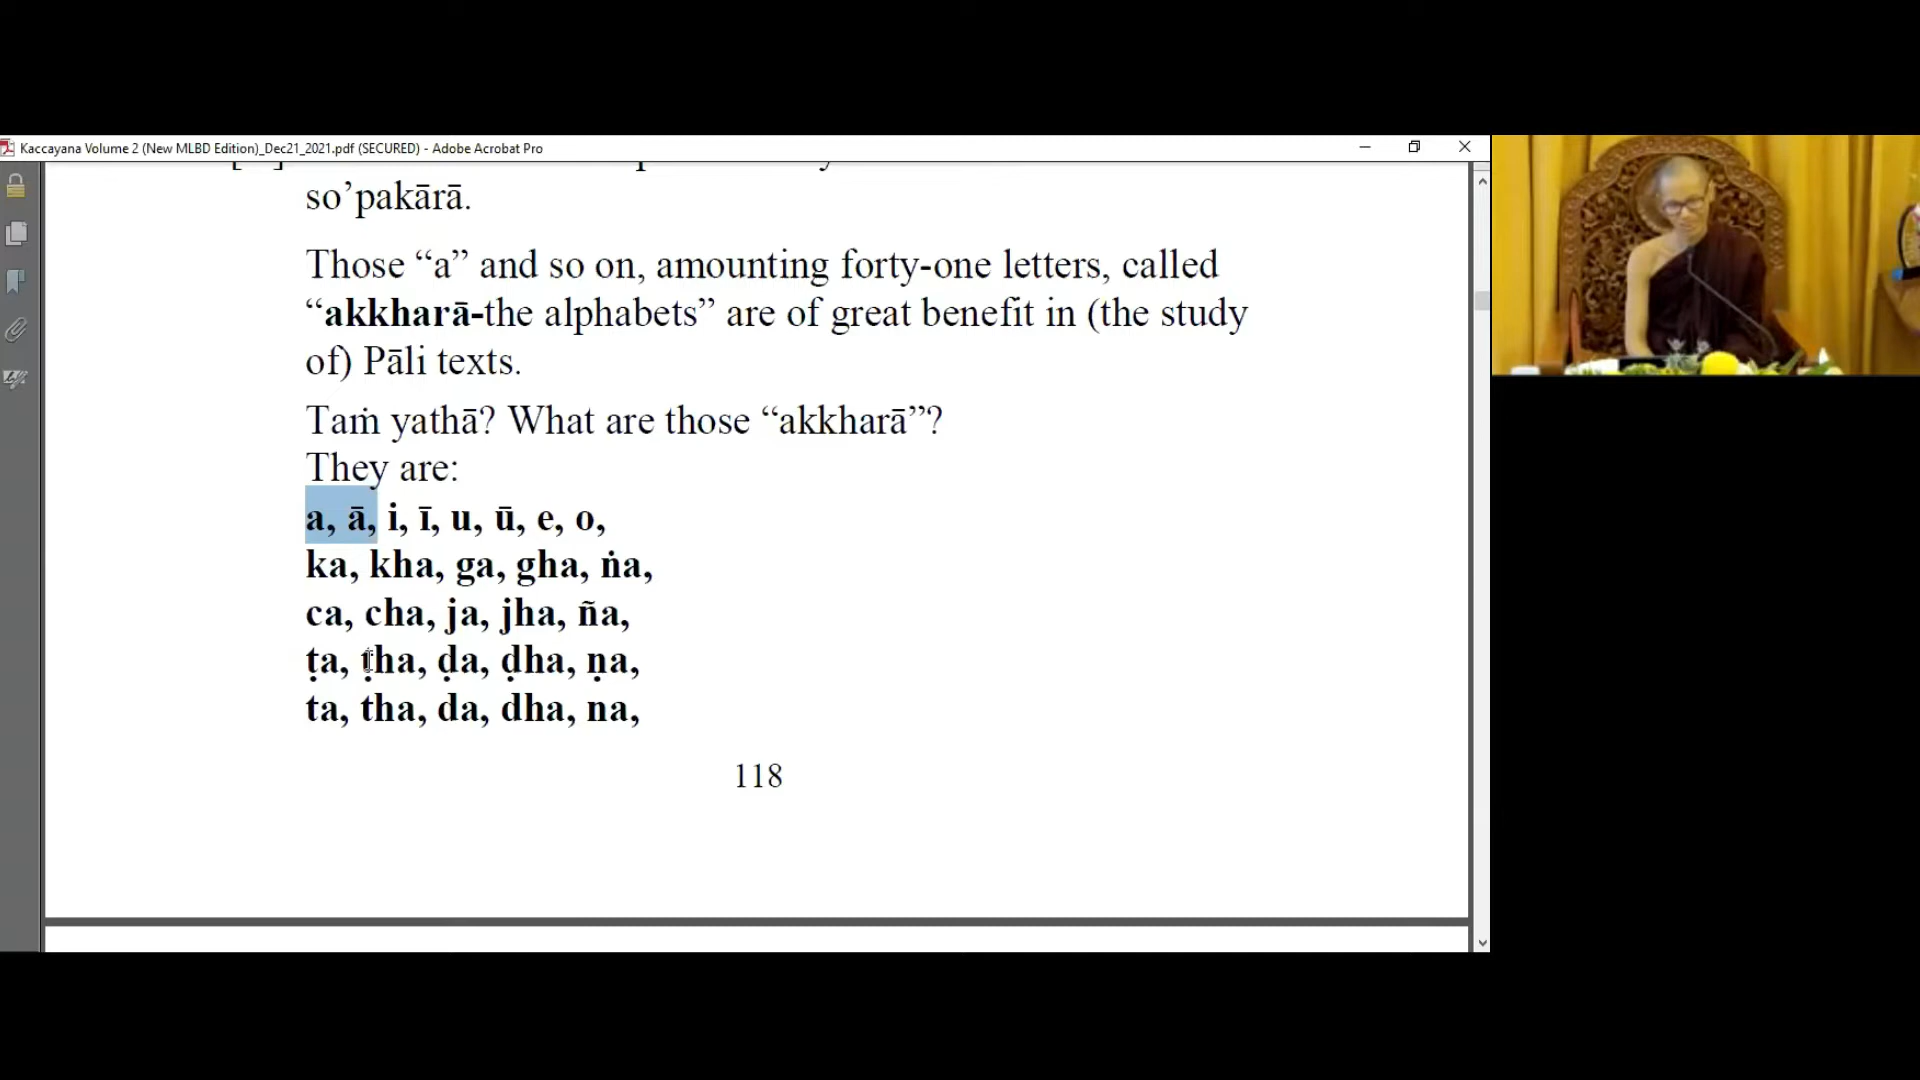 Kaccayana Volume 2 (New MLBD Edition)_Dec21_2021.pdf (SECURED) - Adobe Acrobat Pro
so’pakārā.
Those “a” and so on, amounting forty-one letters, called
“akkharā-the alphabets” are of great benefit in (the study
of) Pāli texts.
Taṁ yathā? What are those “akkharā”?
They are:
a, ā, i, ī, u, ū, e, o,
ka, kha, ga, gha, ṅa,
ca, cha, ja, jha, ña,
ṭa, ṭha, ḍa, ḍha, ṇa,
ta, tha, da, dha, na,
118